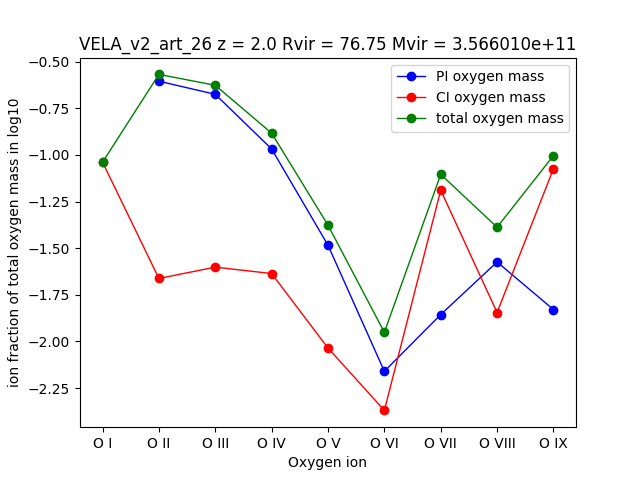 VELA_v2_art_26 z = 2.0 Rvir = 76.75 Mvir = 3.566010e+11
PI oxygen mass
CI oxygen mass
total oxygen mass
ion fraction of total oxygen mass in log10
−0.50
−0.75
−1.00
−1.25
−1.50
−1.75
−2.00
−2.25
O I O II O III O IV O V O VI O VII O VIII O IX
Oxygen ion